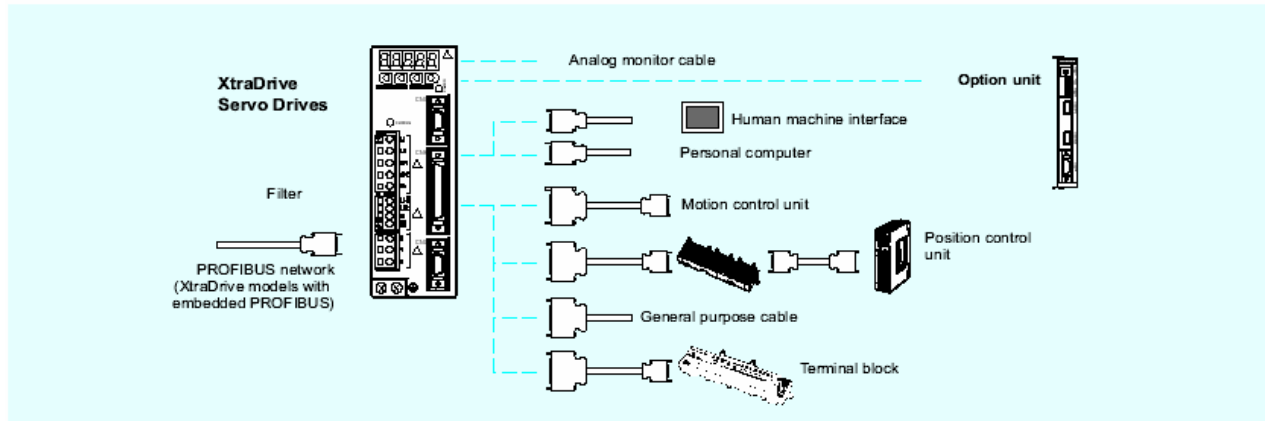 Analog monitor cable
XtraDrive
Servo Drives
Option unit
Human machine interface
Personal computer
Filter
Motion control unit
Position control
unit
PROFIBUS network
(XtraDrive models with
embedded PROFIBUS)
General purpose cable
Terminal block